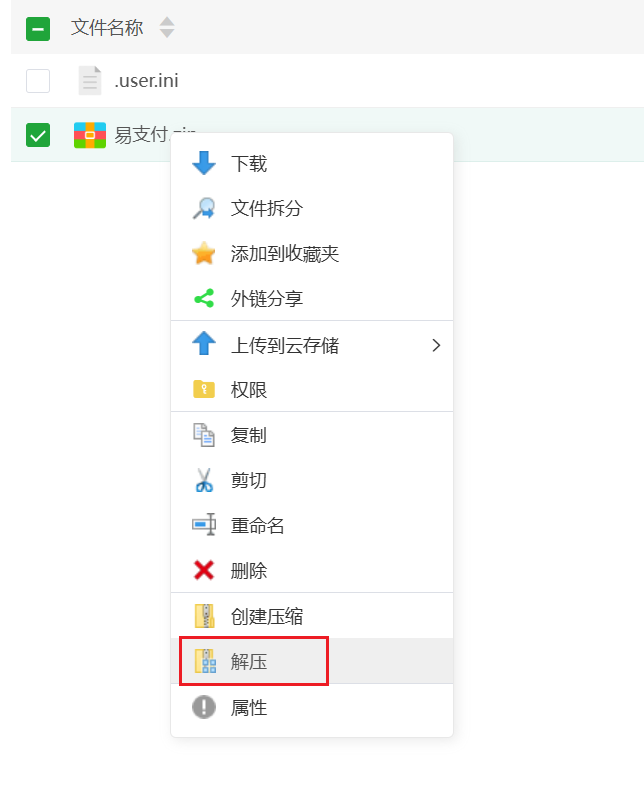 文件名称
.user.ini
易支付.zip
下载
文件拆分
添加到收藏夹
外链分享
上传到云存储
权限
复制
剪切
重命名
删除
创建压缩
解压
属性